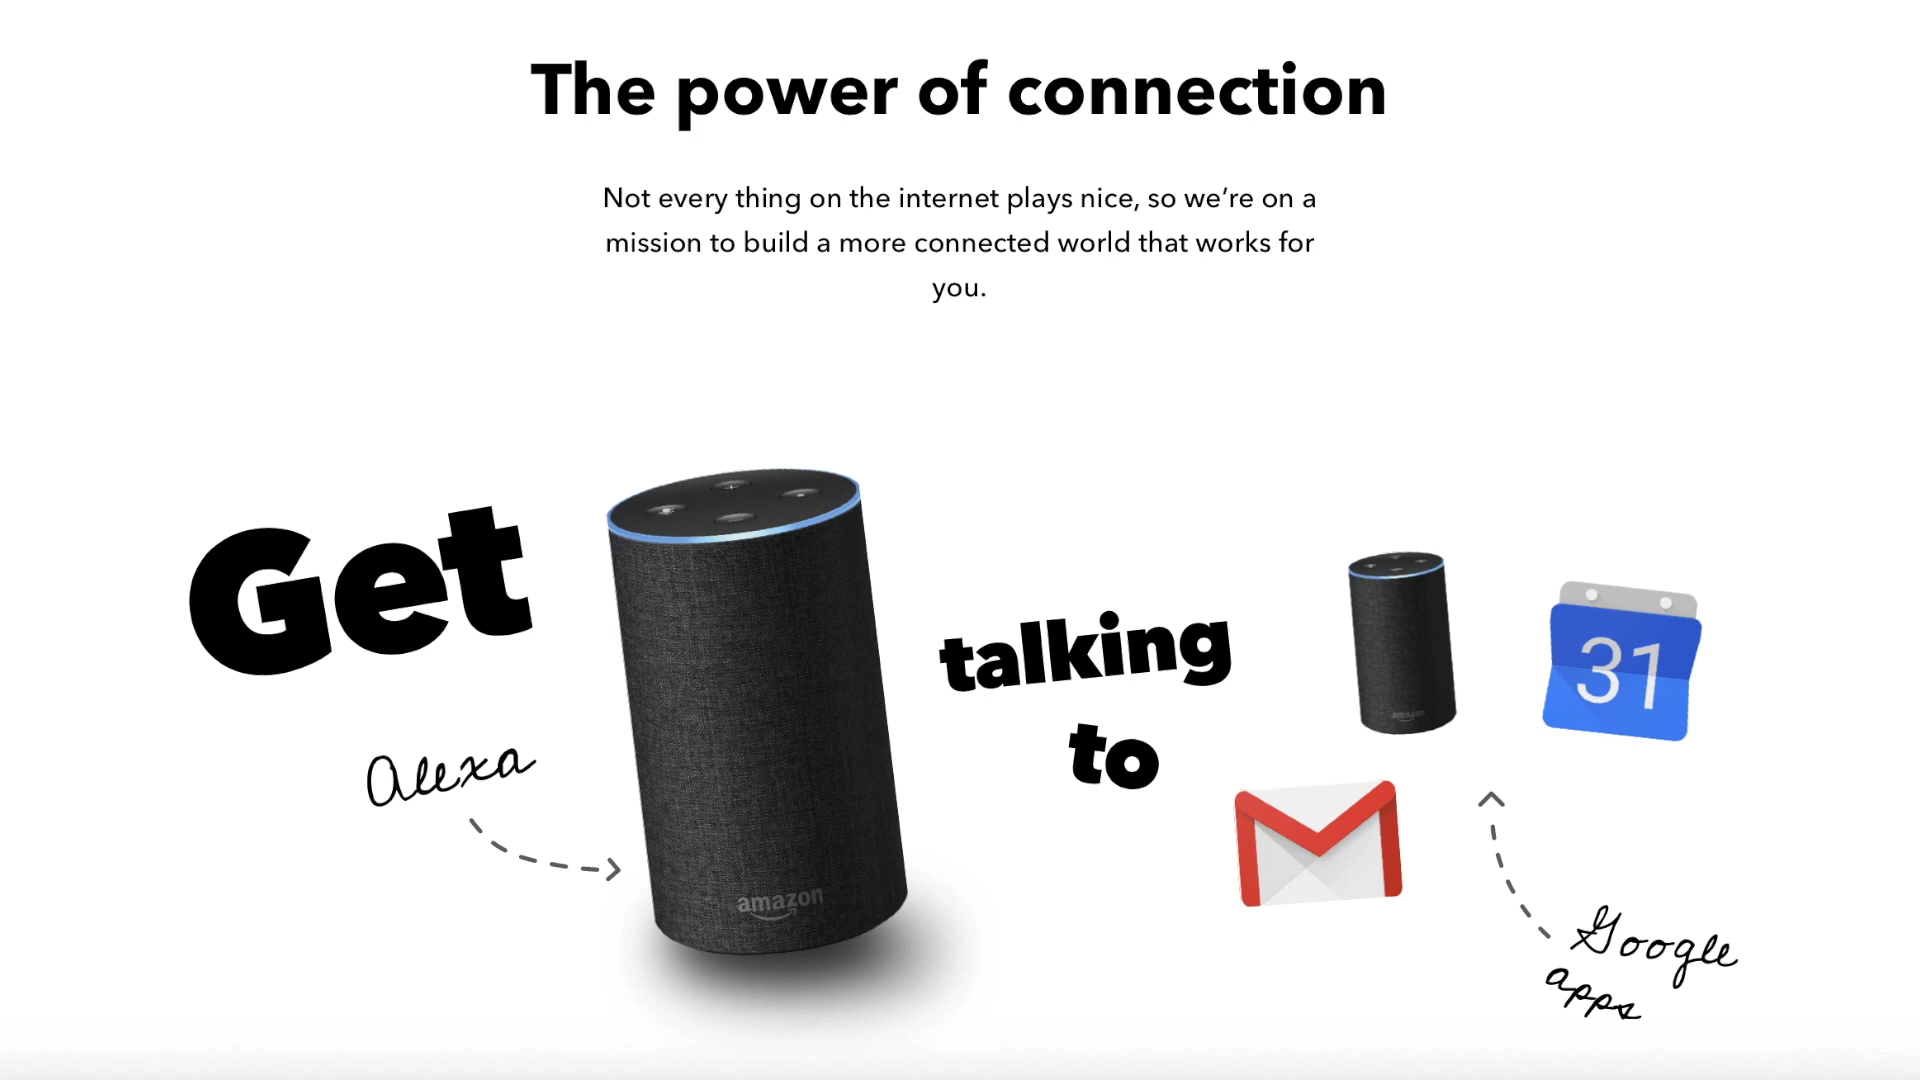 The power of connection
Not every thing on the internet plays nice, so we’re on a
mission to build a more connected world that works for
you.
Get
talking
to
Alexa
amazon
amazon
31
Google
apps